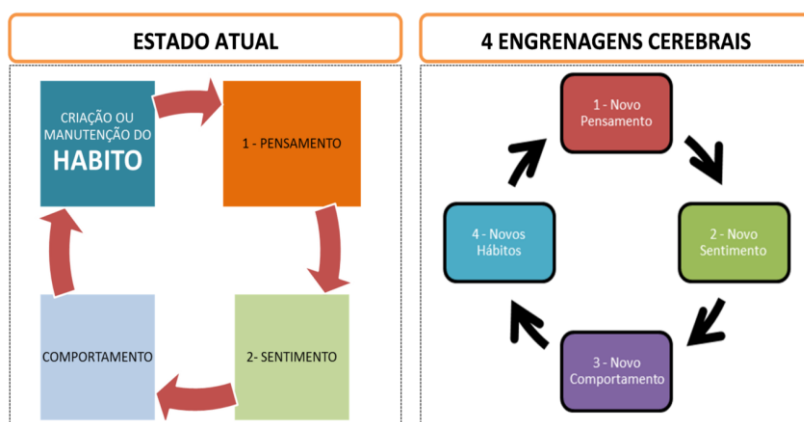 ESTADO ATUAL
CRIAÇÃO OU
MANUTENÇÃO DO
HABITO
1 - PENSAMENTO
COMPORTAMENTO
2- SENTIMENTO
4 ENGRENAGENS CEREBRAIS
1 - Novo
Pensamento
4 - Novos
Hábitos
2 - Novo
Sentimento
3 - Novo
Comportamento